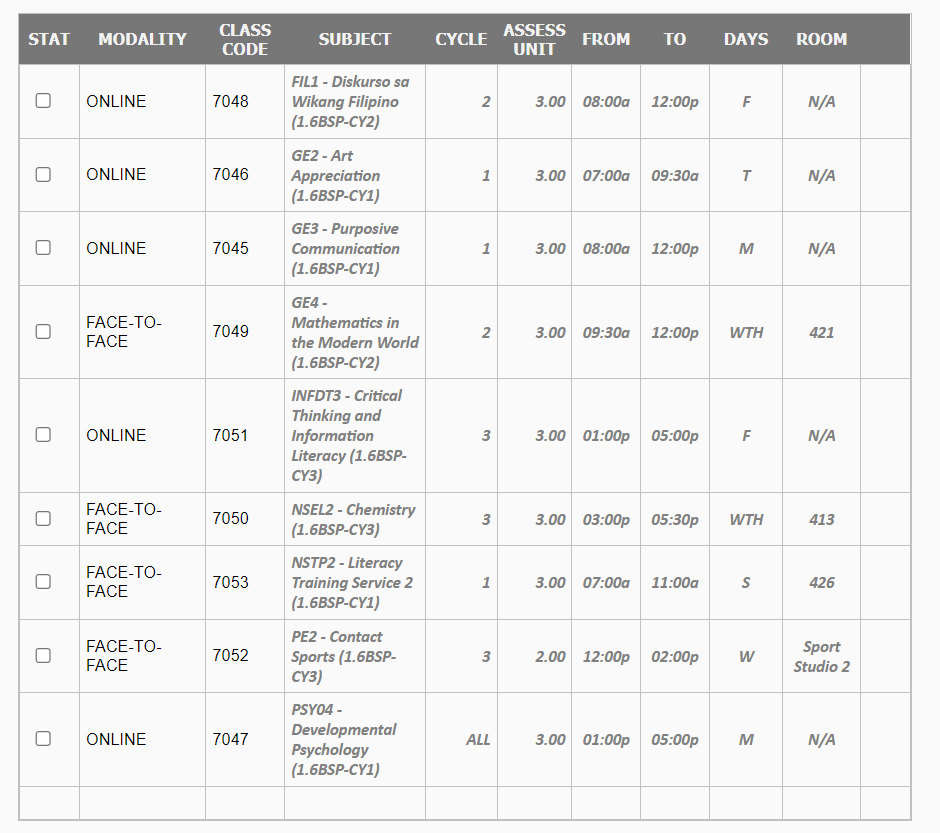 STAT MODALITY CLASS CODE SUBJECT CYCLE ASSESS UNIT FROM TO DAYS ROOM
ONLINE 7048 FIL1 - Diskurso sa Wikang Filipino (1.6BSP-CY2) 2 3.00 08:00a 12:00p F N/A
ONLINE 7046 GE2 - Art Appreciation (1.6BSP-CY1) 1 3.00 07:00a 09:30a T N/A
ONLINE 7045 GE3 - Purposive Communication (1.6BSP-CY1) 1 3.00 08:00a 12:00p M N/A
FACE-TO-FACE 7049 GE4 - Mathematics in the Modern World (1.6BSP-CY2) 2 3.00 09:30a 12:00p WTH 421
ONLINE 7051 INFDT3 - Critical Thinking and Information Literacy (1.6BSP-CY3) 3 3.00 01:00p 05:00p F N/A
FACE-TO-FACE 7050 NSEL2 - Chemistry (1.6BSP-CY3) 3 3.00 03:00p 05:30p WTH 413
FACE-TO-FACE 7053 NSTP2 - Literacy Training Service 2 (1.6BSP-CY1) 1 3.00 07:00a 11:00a S 426
FACE-TO-FACE 7052 PE2 - Contact Sports (1.6BSP-CY3) 3 2.00 12:00p 02:00p W Sport Studio 2
ONLINE 7047 PSY04 - Developmental Psychology (1.6BSP-CY1) ALL 3.00 01:00p 05:00p M N/A